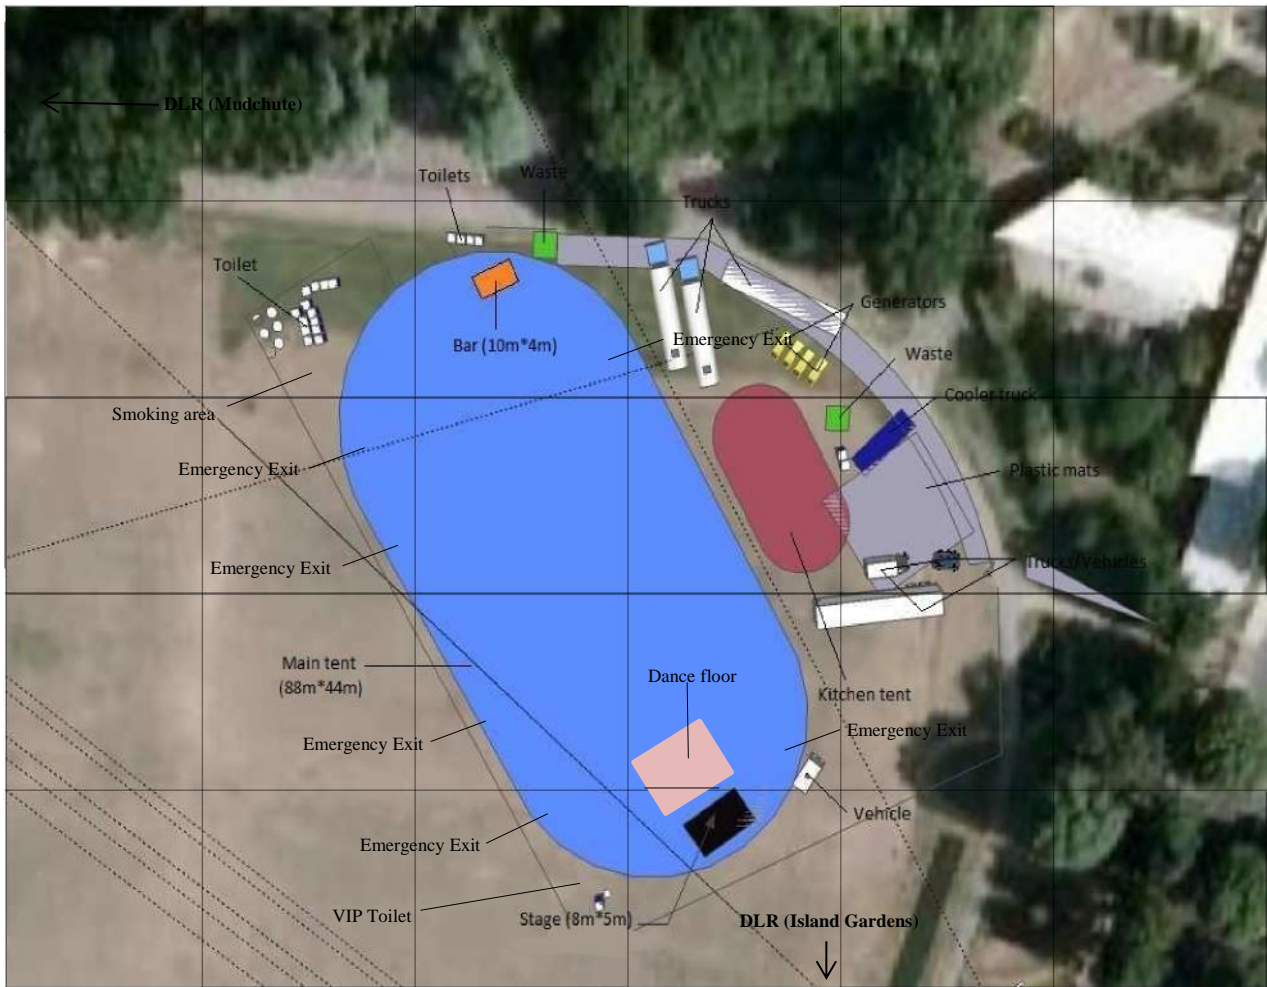 DLR (Mudchute)
Toilets
Waste
Trucks
Toilet
Generators
Emergency Exit
Bar (10m*4m)
Waste
Cooler truck
Smoking area
Emergency Exit
Plastic mats
Emergency Exit
Trucks/Vehicles
Main tent
(88m*44m)
Dance floor
Kitchen tent
Emergency Exit
Emergency Exit
Vehicle
Emergency Exit
VIP Toilet
Stage (8m*5m)
DLR (Island Gardens)